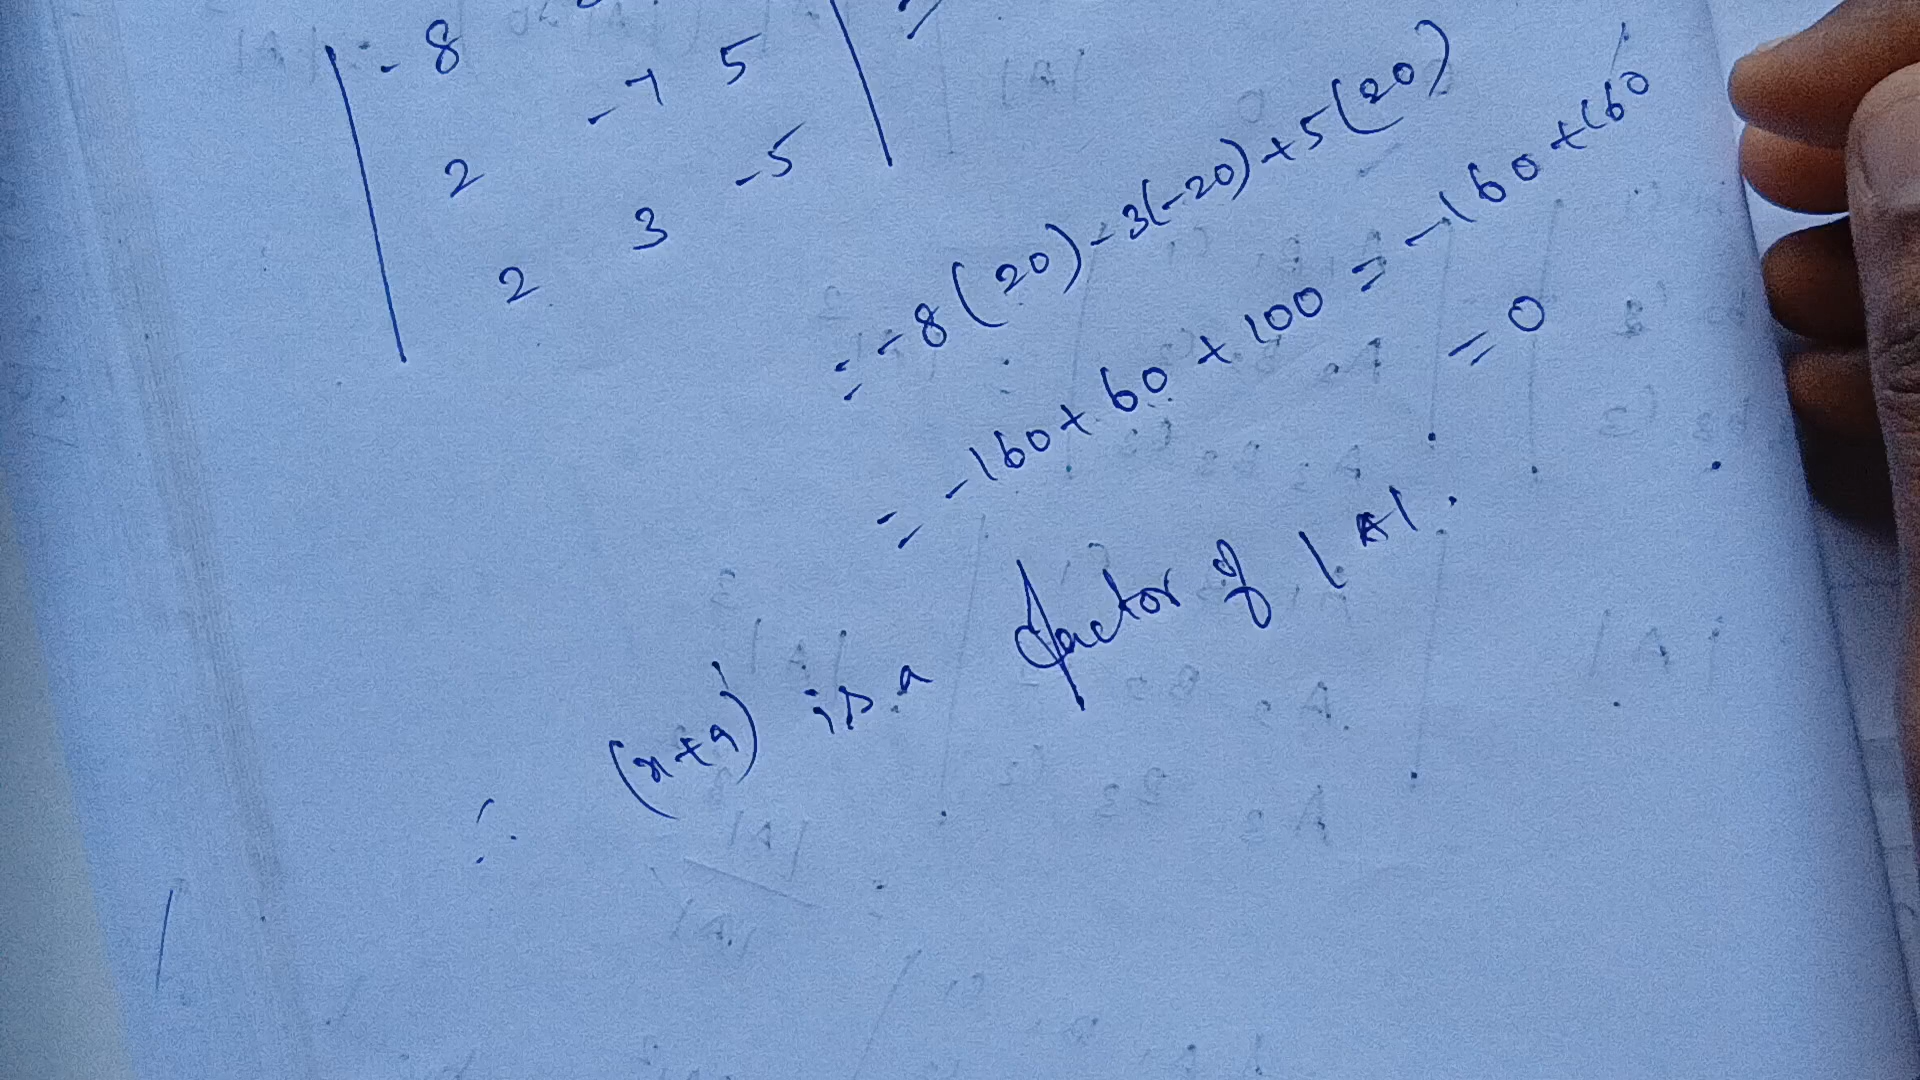 | -8 5 |
| 2 -7 -5 |
| 2 3
= -8(20) - 3(-20) + 5(20)
= -160 + 60 + 100 = -160 + 160
= 0
∴ (x+9) is a factor of |A|.